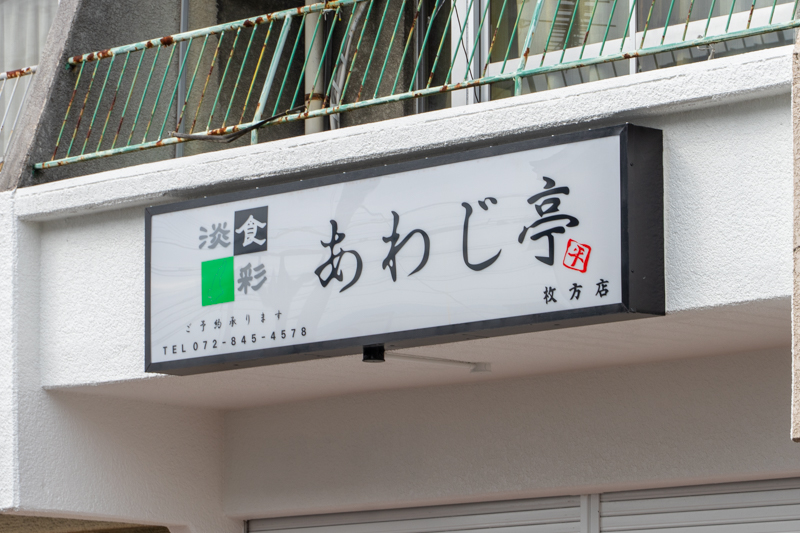 淡食
彩
あわじ亭
平
枚方店
ご予約承ります
TEL 072-845-4578